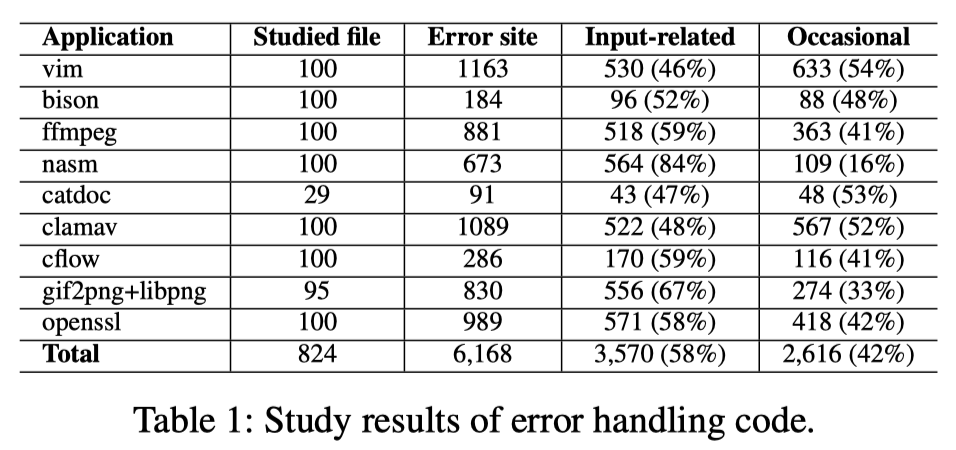 Application Studied file Error site Input-related Occasional
vim 100 1163 530 (46%) 633 (54%)
bison 100 184 96 (52%) 88 (48%)
ffmpeg 100 881 518 (59%) 363 (41%)
nasm 100 673 564 (84%) 109 (16%)
catdoc 29 91 43 (47%) 48 (53%)
clamav 100 1089 522 (48%) 567 (52%)
cflow 100 286 170 (59%) 116 (41%)
gif2png+libpng 95 830 556 (67%) 274 (33%)
openssl 100 989 571 (58%) 418 (42%)
Total 824 6,168 3,570 (58%) 2,616 (42%)
Table 1: Study results of error handling code.